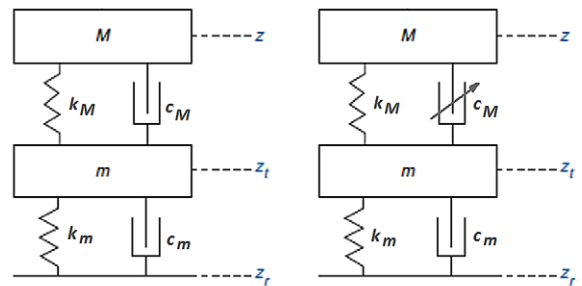 M z M z
k_M c_M k_M c_M
m z_t m z_t
k_m c_m k_m c_m
z_r z_r